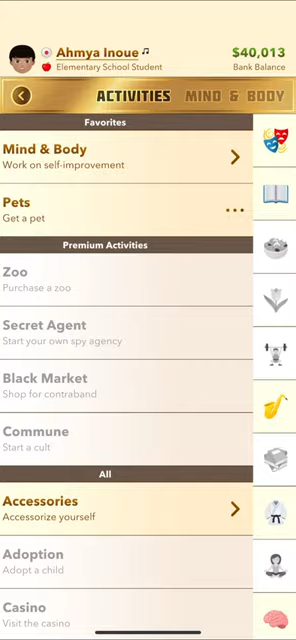 Ahmya Inoue
$40,013
Elementary School Student
Bank Balance
ACTIVITIES MIND & BODY
Favorites
Mind & Body
Work on self-improvement
Pets
Get a pet
Premium Activities
Zoo
Purchase a zoo
Secret Agent
Start your own spy agency
Black Market
Shop for contraband
Commune
Start a cult
All
Accessories
Accessorize yourself
Adoption
Adopt a child
Casino
Visit the casino